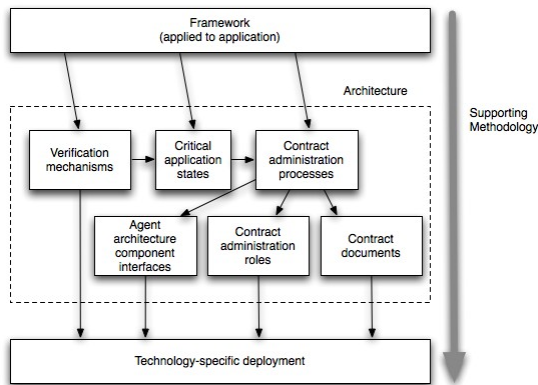 Framework
(applied to application)
Architecture
Supporting
Methodology
Verification
mechanisms
Critical
application
states
Contract
administration
processes
Agent
architecture
component
interfaces
Contract
administration
roles
Contract
documents
Technology-specific deployment